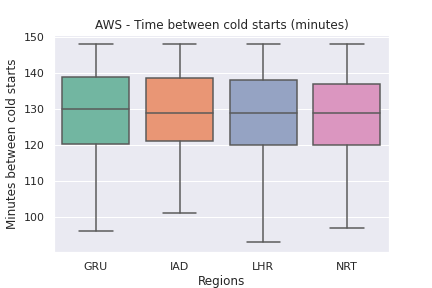 AWS - Time between cold starts (minutes)
150
140
130
120
110
100
Minutes between cold starts
GRU IAD LHR NRT
Regions